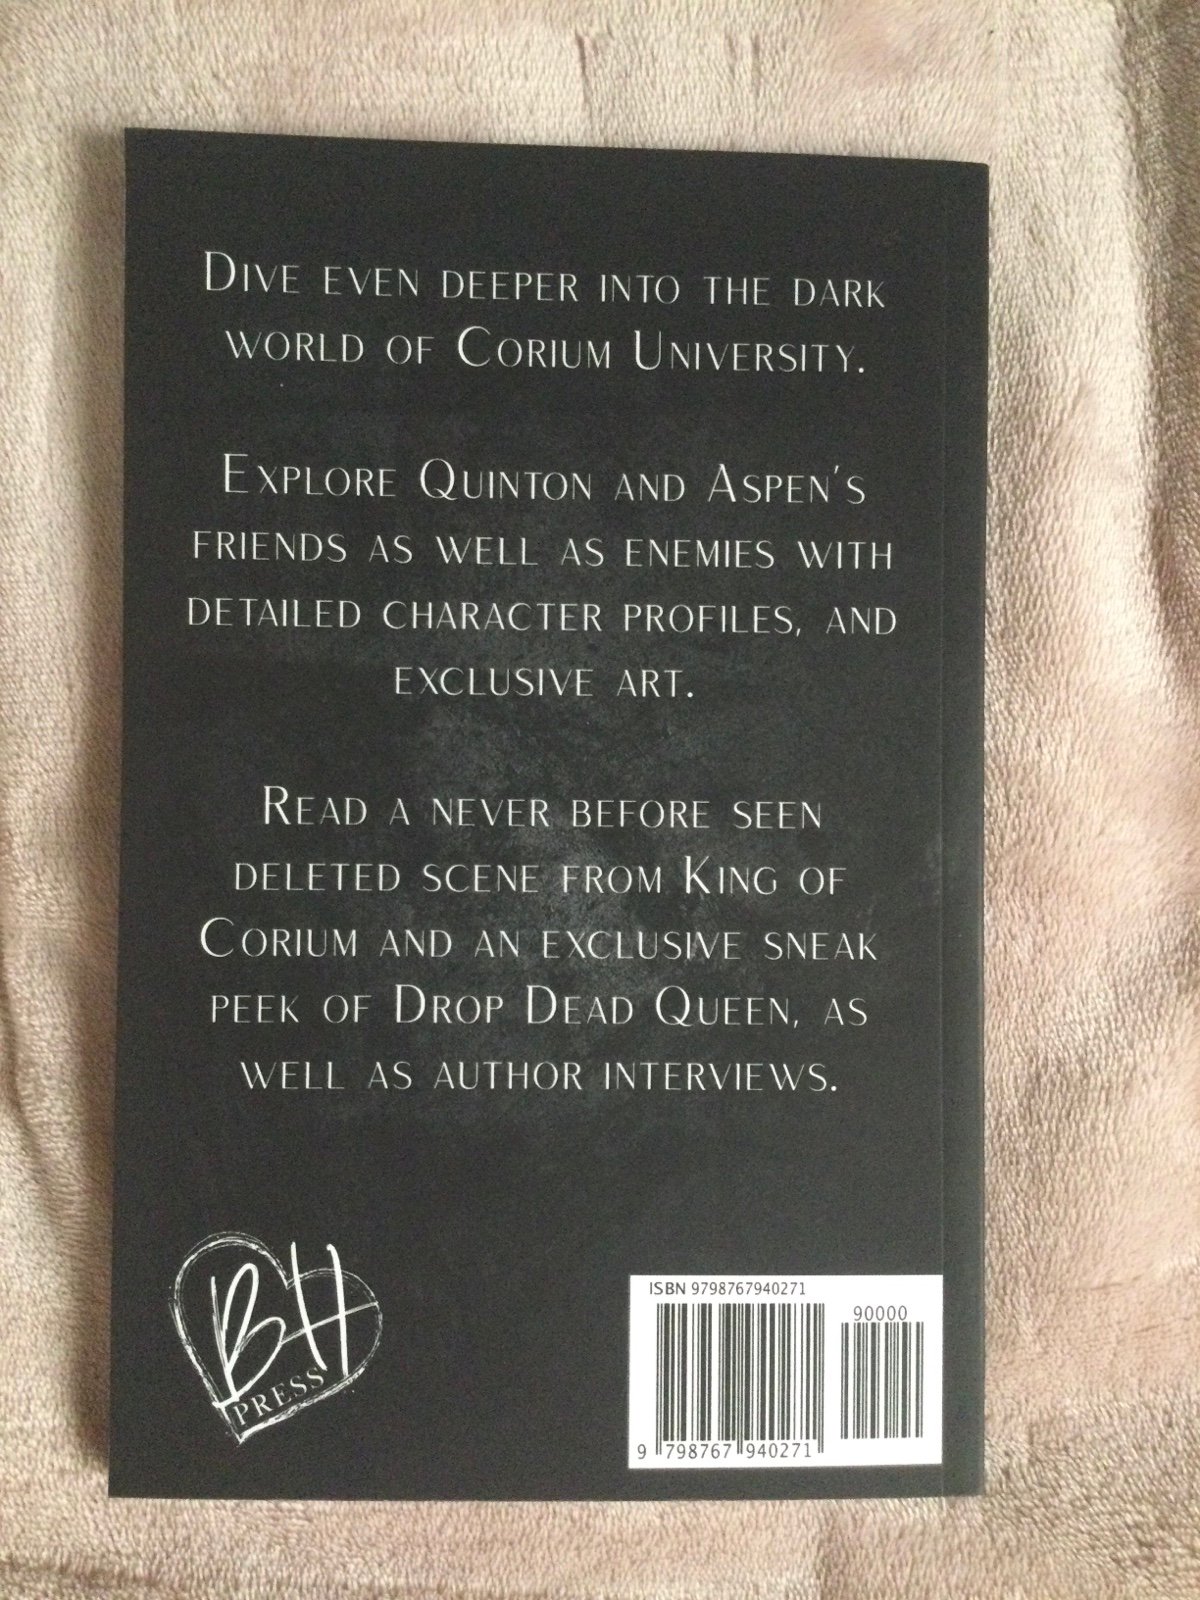 DIVE EVEN DEEPER INTO THE DARK
WORLD OF CORIUM UNIVERSITY.
EXPLORE QUINTON AND ASPEN'S
FRIENDS AS WELL AS ENEMIES WITH
DETAILED CHARACTER PROFILES, AND
EXCLUSIVE ART.
READ A NEVER BEFORE SEEN
DELETED SCENE FROM KING OF
CORIUM AND AN EXCLUSIVE SNEAK
PEEK OF DROP DEAD QUEEN, AS
WELL AS AUTHOR INTERVIEWS.
BH
PRESS
ISBN 9798767940271
90000
9 798767 940271